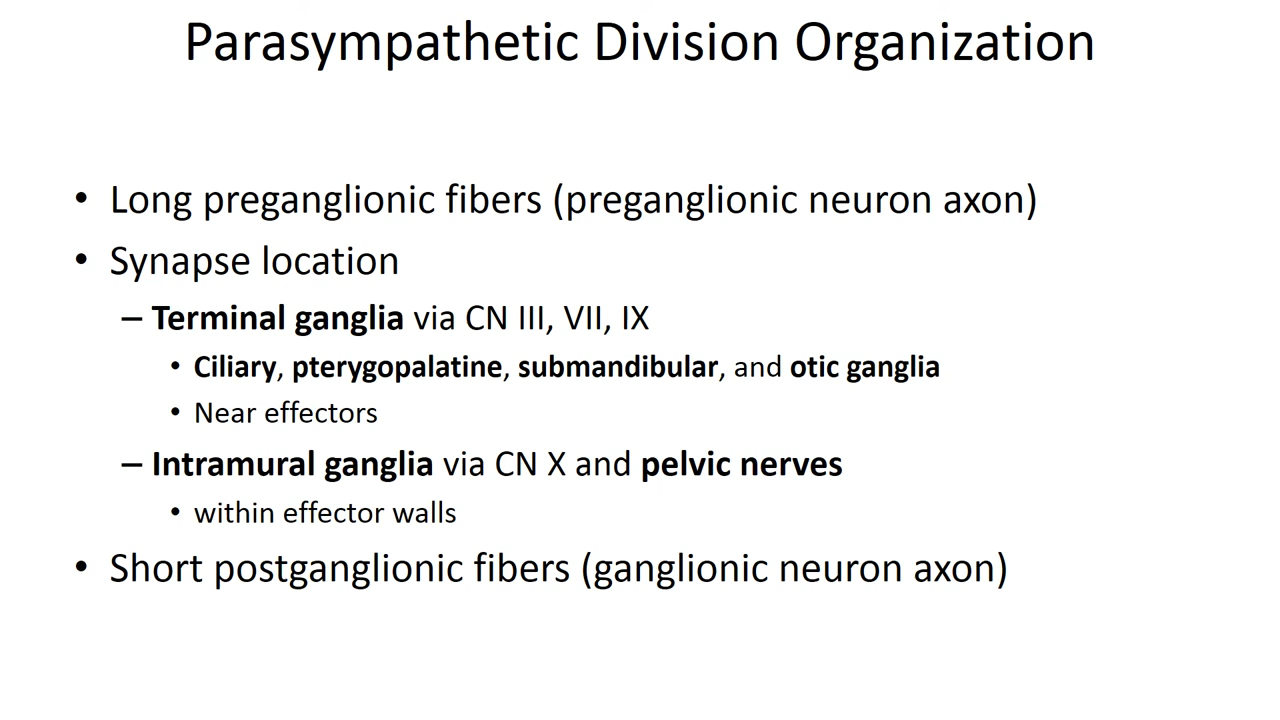 Parasympathetic Division Organization
• Long preganglionic fibers (preganglionic neuron axon)
• Synapse location
– Terminal ganglia via CN III, VII, IX
• Ciliary, pterygopalatine, submandibular, and otic ganglia
• Near effectors
– Intramural ganglia via CN X and pelvic nerves
• within effector walls
• Short postganglionic fibers (ganglionic neuron axon)